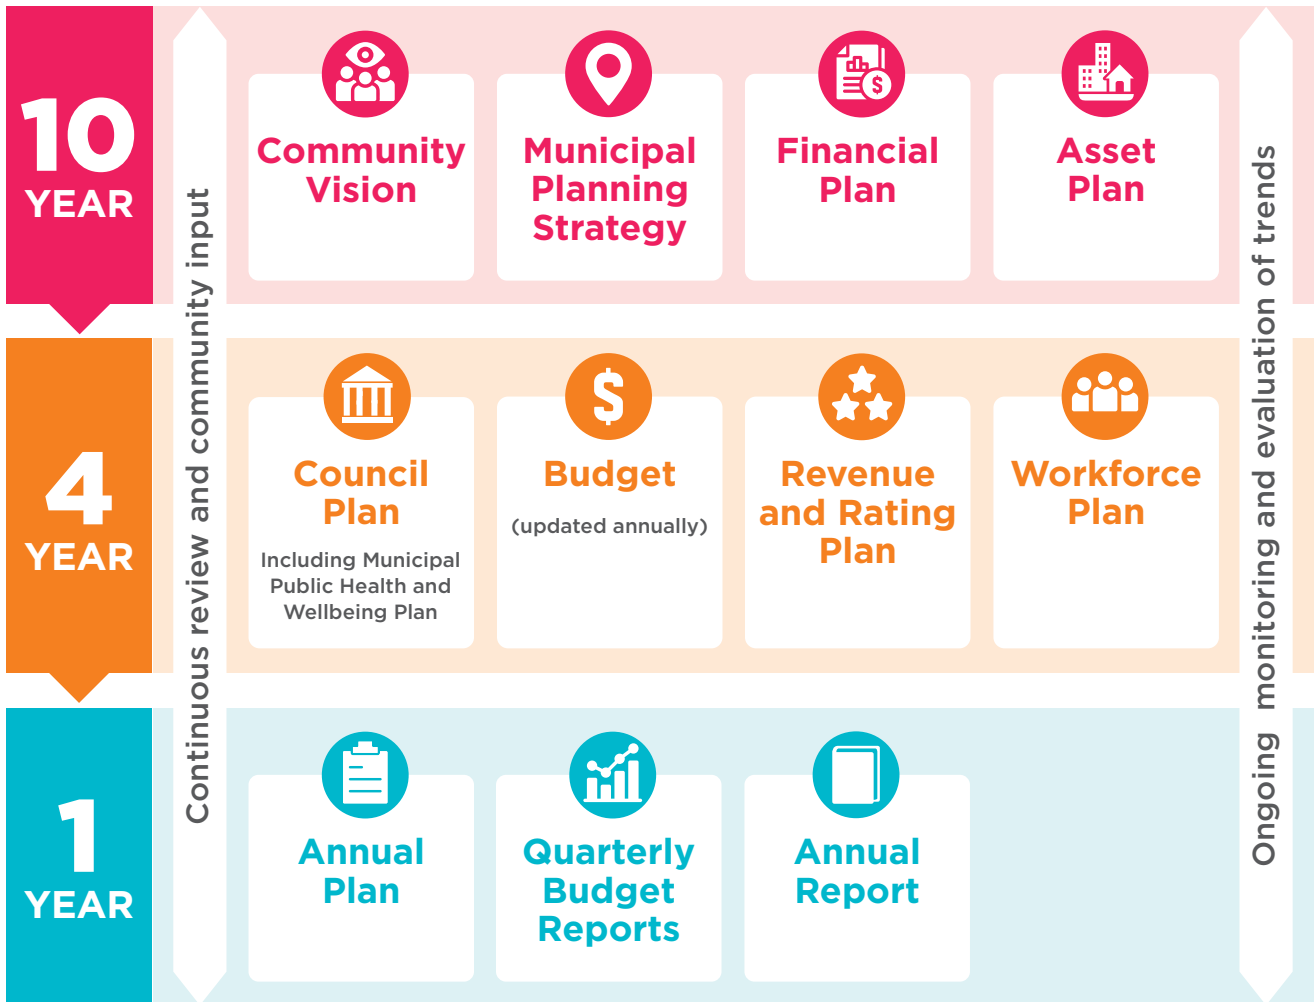 10
YEAR
Continuous review and community input
Community
Vision
Municipal
Planning
Strategy
Financial
Plan
$
Asset
Plan
Ongoing monitoring and evaluation of trends
4
YEAR
Council
Plan
Including Municipal
Public Health and
Wellbeing Plan
$
Budget
(updated annually)
Revenue
and Rating
Plan
Workforce
Plan
1
YEAR
Annual
Plan
Quarterly
Budget
Reports
Annual
Report